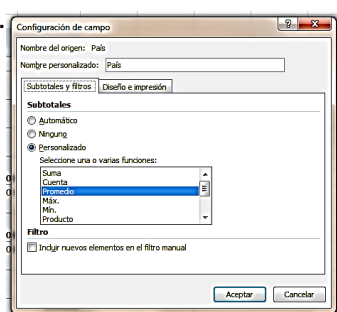 Configuración de campo
Nombre del origen: País
Nombre personalizado: País
Subtotales y filtros Diseño e impresión
Subtotales
Automático
Ninguno
Personalizado
Seleccione una o varias funciones:
Suma
Cuenta
Promedio
Máx.
Mín.
Producto
Filtro
Incluir nuevos elementos en el filtro manual
Aceptar Cancelar